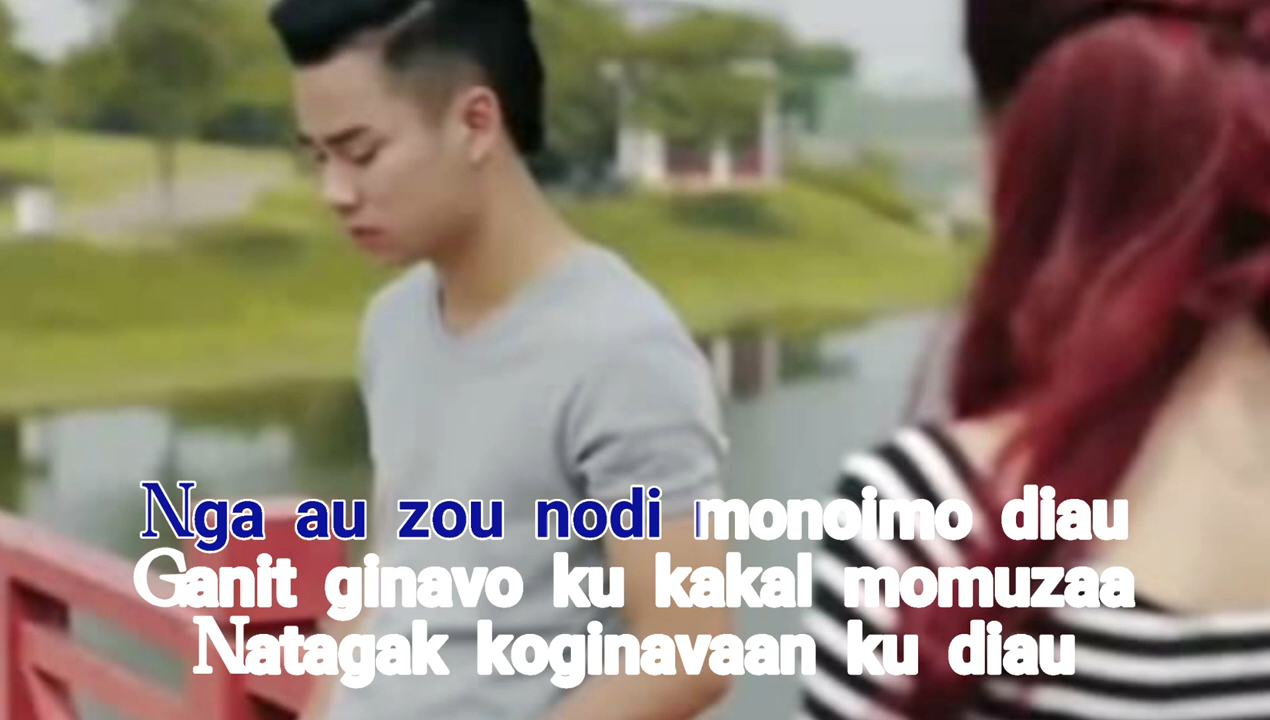 Nga au zou nodi monoimo diau
Ganit ginavo ku kakal momuzaa
Natagak koginavaan ku diau